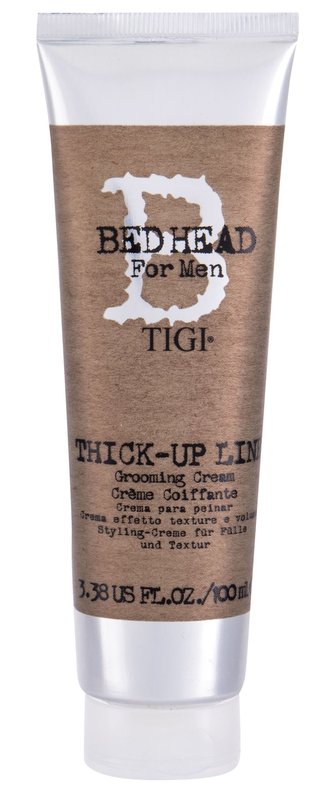 B
BED HEAD
For Men
TIGI®
THICK-UP LIN
Grooming Cream
Crème Coiffante
Crema para peinar
Crema effetto texture e volu
Styling-Creme für Fülle
und Textur
3.38 US FL.OZ./100 mL